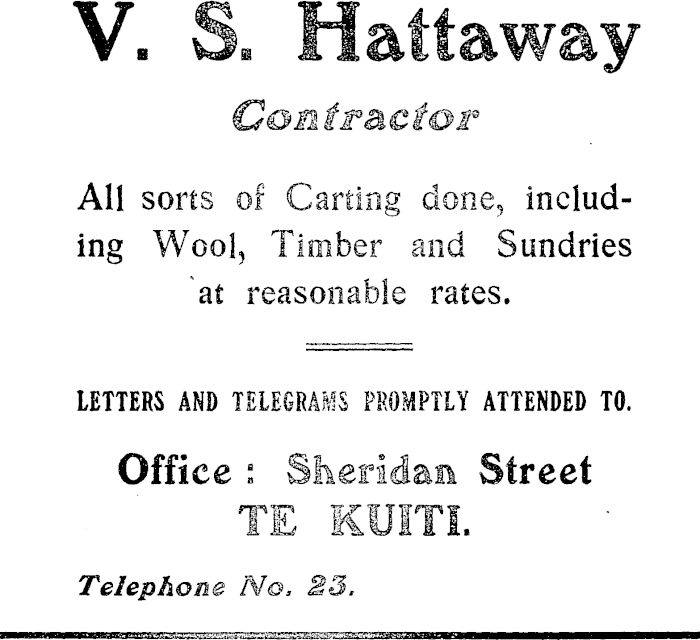 V. S. Hattaway
Contractor
All sorts of Carting done, includ-
ing Wool, Timber and Sundries
at reasonable rates.
LETTERS AND TELEGRAMS PROMPTLY ATTENDED TO.
Office : Sheridan Street
TE KUITI.
Telephone No. 23.